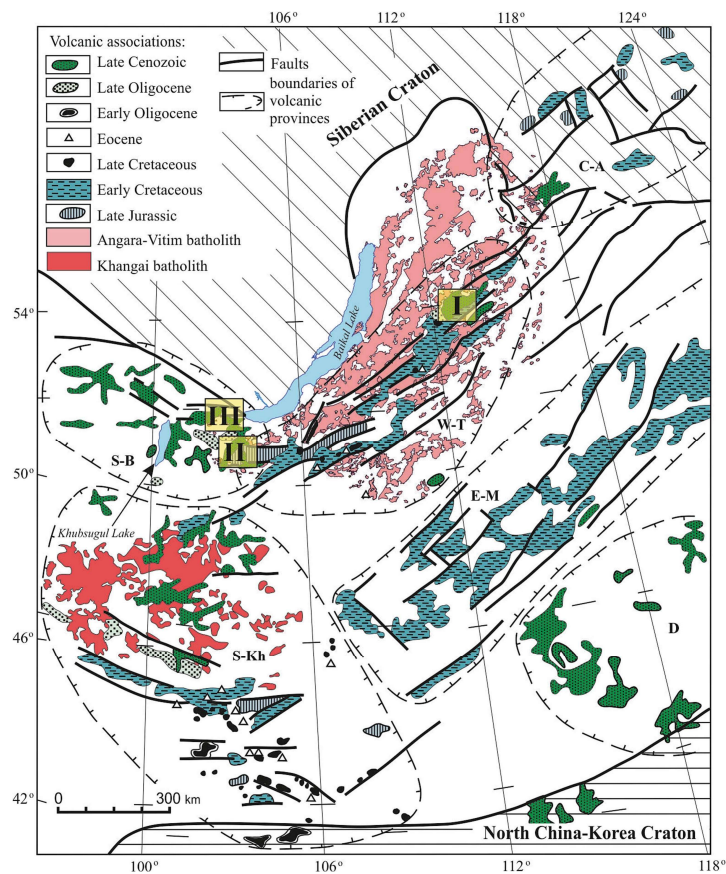 106°
112°
118°
124°
Volcanic associations:
Late Cenozoic
Late Oligocene
Early Oligocene
Eocene
Late Cretaceous
Early Cretaceous
Late Jurassic
Angara-Vitim batholith
Khangai batholith
Faults
boundaries of
volcanic
provinces
Siberian Craton
C-A
I
54°
Baikal Lake
III
II
W-T
S-B
50°
E-M
Khubsugul Lake
46°
D
S-Kh
42°
0
300 km
North China-Korea Craton
100°
106°
112°
118°